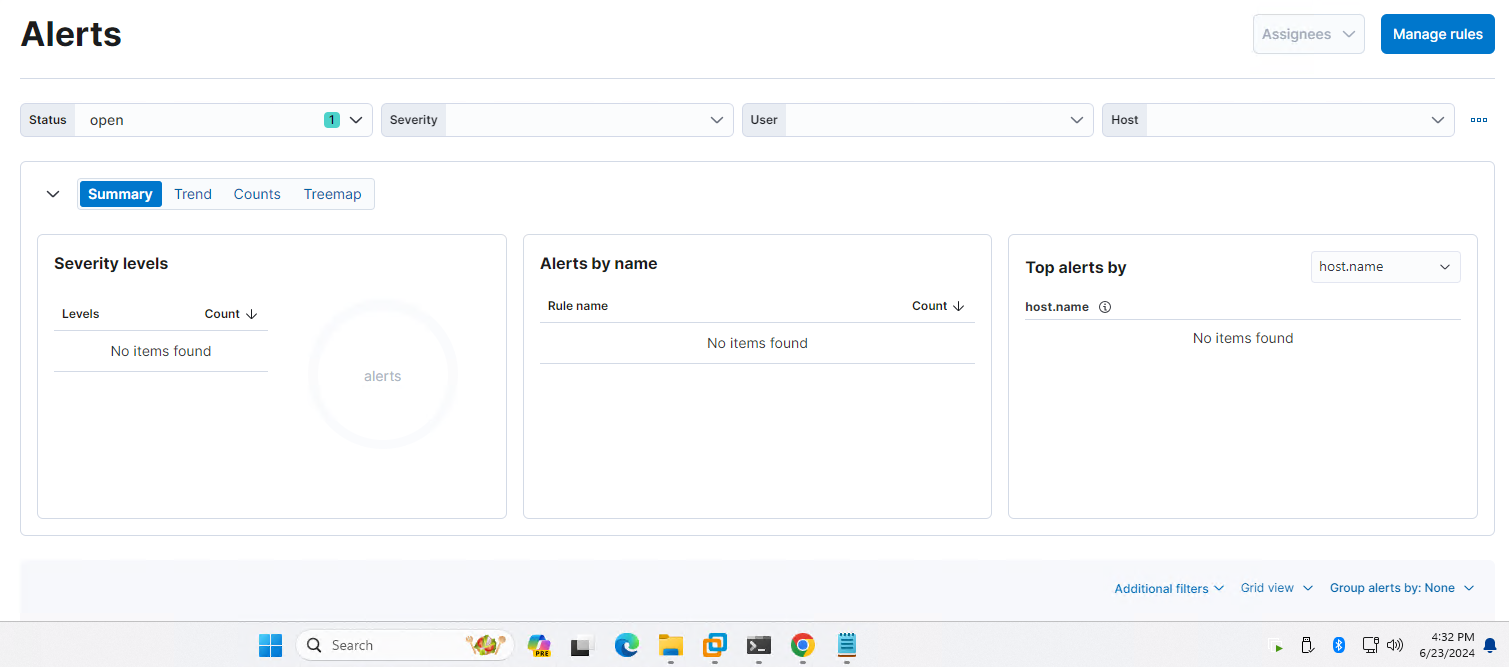 Alerts
Assignees
Manage rules
Status open 1
Severity
User
Host
Summary Trend Counts Treemap
Severity levels
Levels Count
No items found
alerts
Alerts by name
Rule name Count
No items found
Top alerts by host.name
host.name
No items found
Additional filters Grid view Group alerts by: None
Search
PRE
4:32 PM
6/23/2024